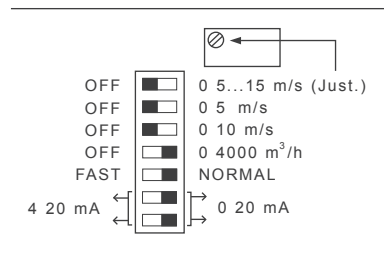 OFF 0 5...15 m/s (Just.)
OFF 0 5 m/s
OFF 0 10 m/s
OFF 0 4000 m³/h
FAST NORMAL
4 20 mA 0 20 mA